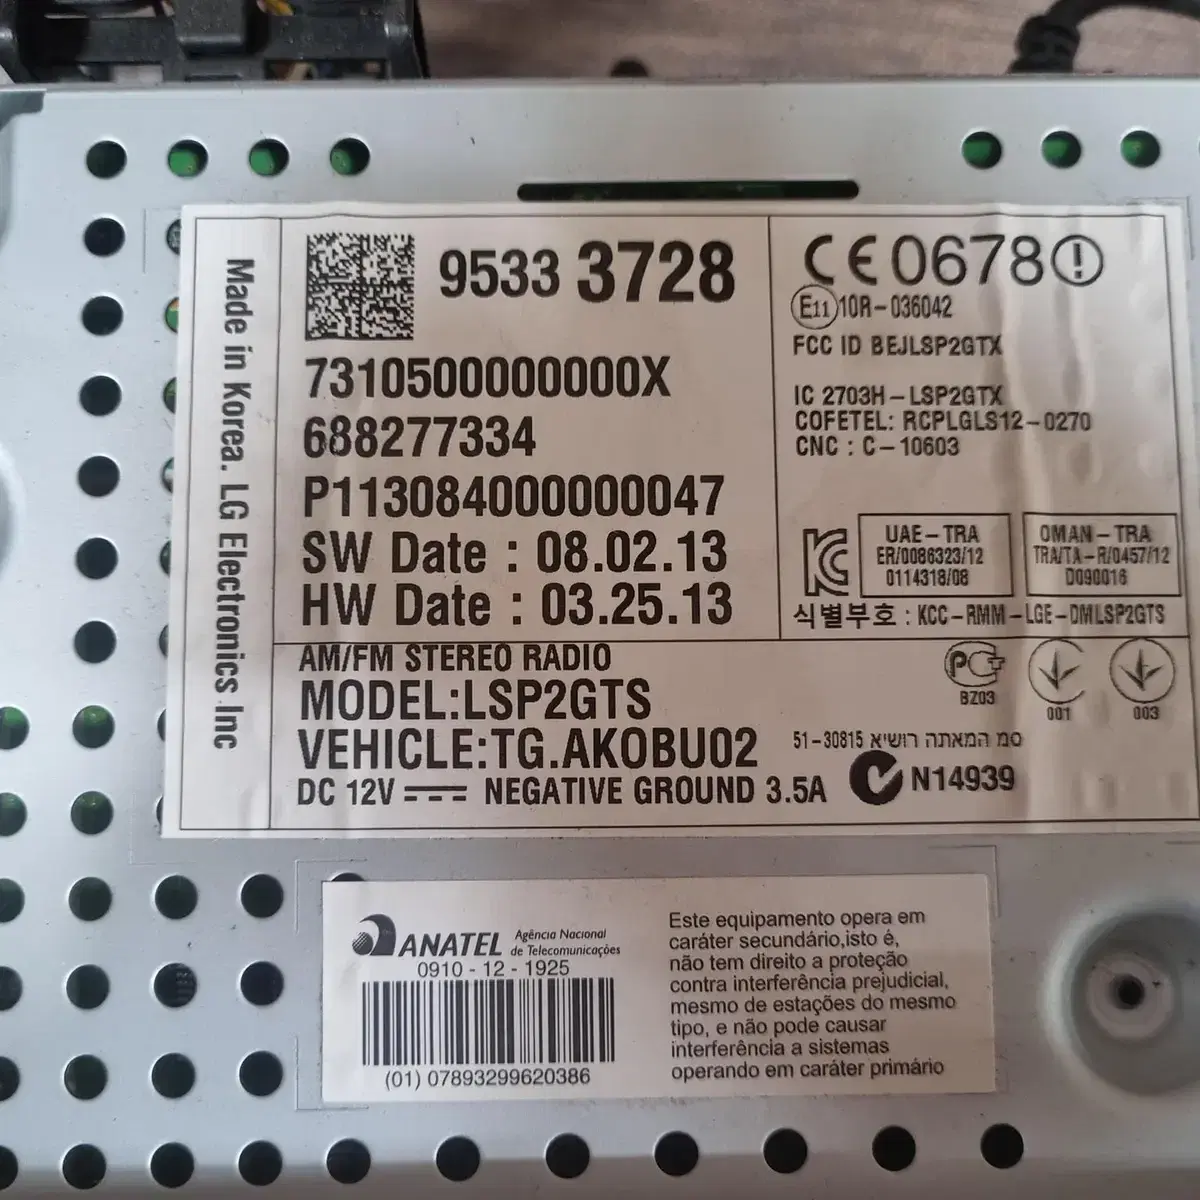 Made in Korea. LG Electronics Inc
9533 3728
7310500000000X
688277334
P113084000000047
SW Date : 08.02.13
HW Date : 03.25.13
CE0678
E11 10R-036042
FCC ID BEJLSP2GTX
IC 2703H-LSP2GTX
COFETEL: RCPLGLS12-0270
CNC : C-10603
UAE-TRA
ER/0086323/12
0114318/08
OMAN-TRA
TRA/TA-R/0457/12
D090016
식별부호 : KCC-RMM-LGE-DMLSP2GTS
AM/FM STEREO RADIO
MODEL:LSP2GTS
VEHICLE:TG.AKOBU02
DC 12V NEGATIVE GROUND 3.5A
BZ03
001
003
51-30815 מס המאתה רושיא
N14939
ANATEL Agência Nacional
de Telecomunicações
0910-12-1925
(01) 07893299620386
Este equipamento opera em
caráter secundário,isto é,
não tem direito a proteção
contra interferência prejudicial,
mesmo de estações do mesmo
tipo, e não pode causar
interferência a sistemas
operando em caráter primário